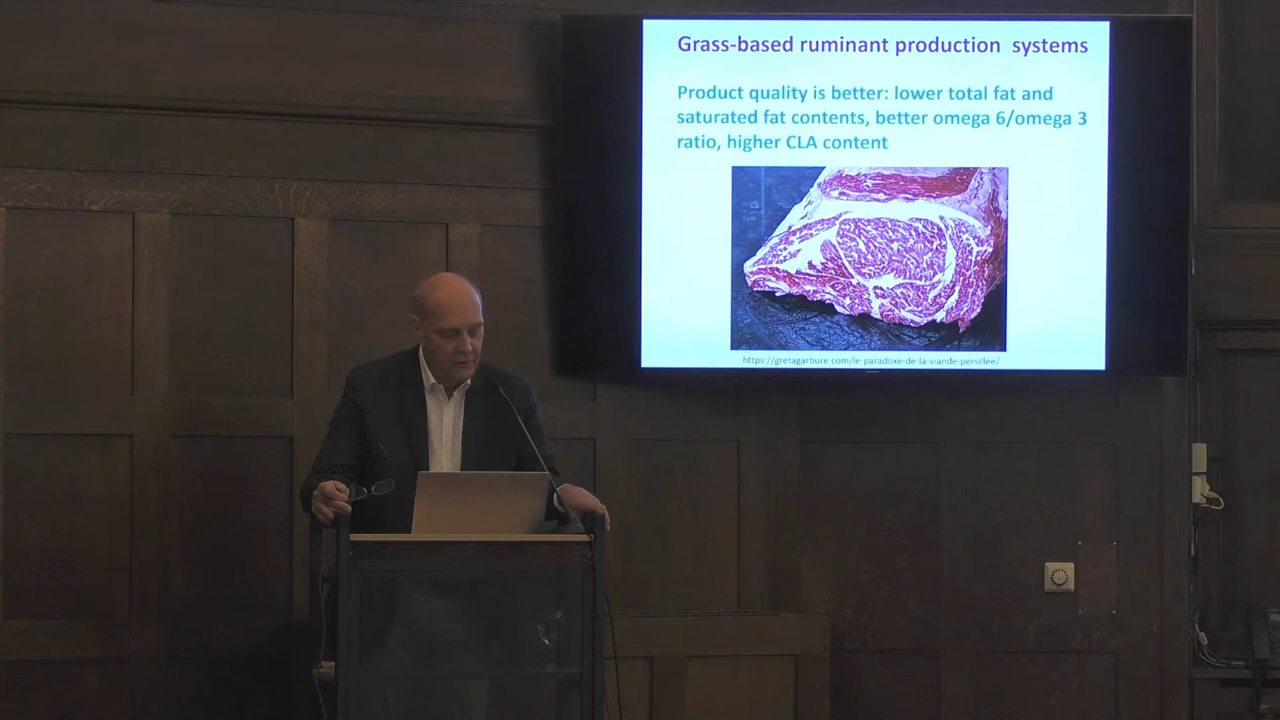 Grass-based ruminant production systems
Product quality is better: lower total fat and
saturated fat contents, better omega 6/omega 3
ratio, higher CLA content
https://gretagarbure com/le-paradoxe-de-la-viande-persillee/